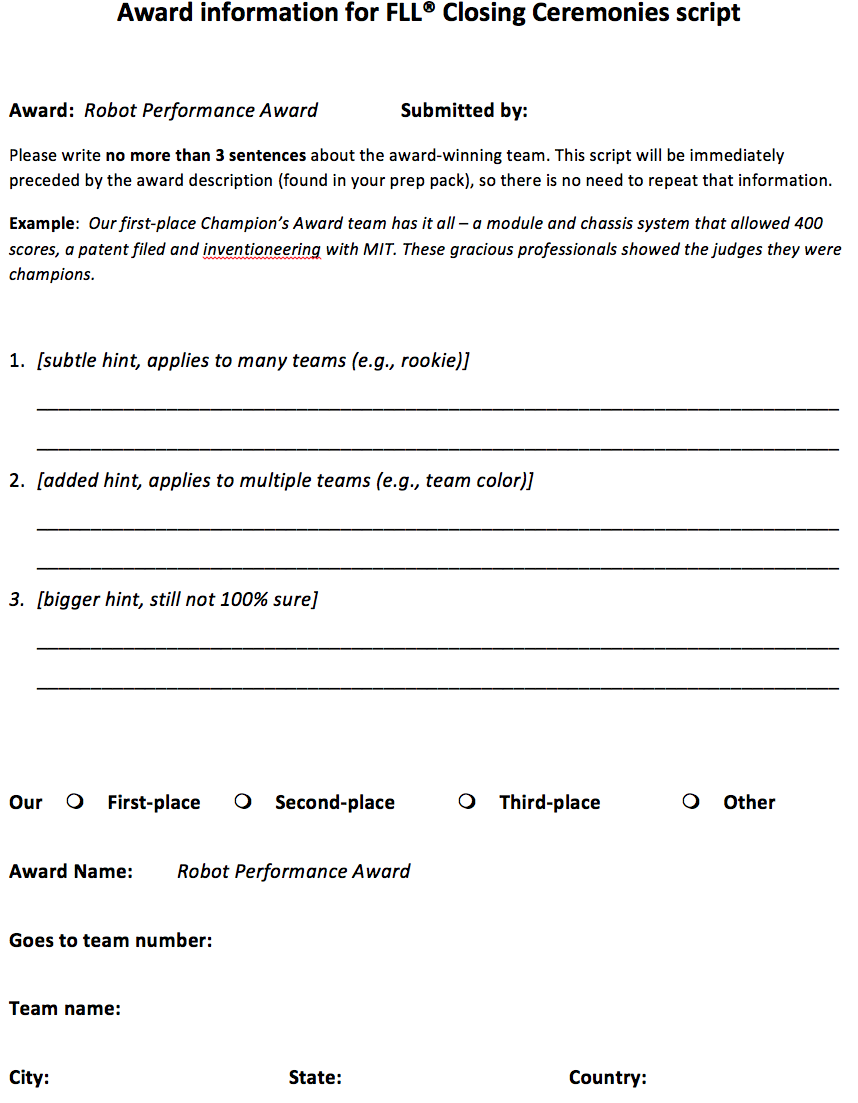 Award information for FLL® Closing Ceremonies script
Award: Robot Performance Award Submitted by:
Please write no more than 3 sentences about the award-winning team. This script will be immediately
preceded by the award description (found in your prep pack), so there is no need to repeat that information.
Example: Our first-place Champion’s Award team has it all – a module and chassis system that allowed 400
scores, a patent filed and inventioneering with MIT. These gracious professionals showed the judges they were
champions.
1. [subtle hint, applies to many teams (e.g., rookie)]
2. [added hint, applies to multiple teams (e.g., team color)]
3. [bigger hint, still not 100% sure]
Our ❍ First-place ❍ Second-place ❍ Third-place ❍ Other
Award Name: Robot Performance Award
Goes to team number:
Team name:
City: State: Country: